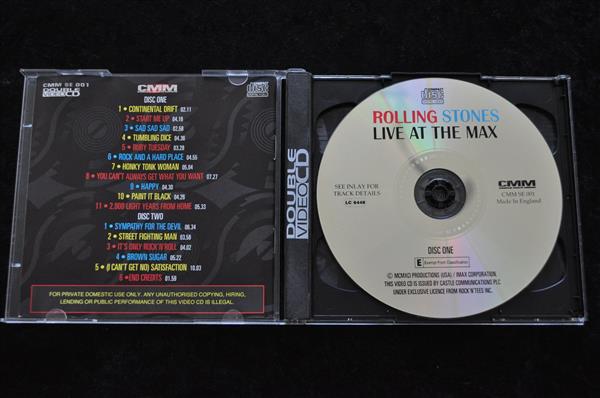 CMM SE 001
DOUBLE
VIDEO CD
CMM
DISC ONE
1 • CONTINENTAL DRIFT 02.11
2 • START ME UP 04.16
3 • SAD SAD SAD 02.58
4 • TUMBLING DICE 04.36
5 • RUBY TUESDAY 03.28
6 • ROCK AND A HARD PLACE 04.55
7 • HONKY TONK WOMAN 05.04
8 • YOU CAN'T ALWAYS GET WHAT YOU WANT 07.27
9 • HAPPY 04.30
10 • PAINT IT BLACK 04.28
11 • 2,000 LIGHT YEARS FROM HOME 05.33
DISC TWO
1 • SYMPATHY FOR THE DEVIL 06.34
2 • STREET FIGHTING MAN 03.58
3 • IT'S ONLY ROCK'N'ROLL 04.02
4 • BROWN SUGAR 05.22
5 • (I CAN'T GET NO) SATISFACTION 10.03
6 • END CREDITS 01.59
FOR PRIVATE DOMESTIC USE ONLY. ANY UNAUTHORISED COPYING, HIRING,
LENDING OR PUBLIC PERFORMANCE OF THIS VIDEO CD IS ILLEGAL.
DOUBLE
VIDEO CD
ROLLING STONES
LIVE AT THE MAX
SEE INLAY FOR
TRACK DETAILS
LC 6448
CMM
CMM SE 001
Made In England
DISC ONE
E Exempt from Classification
© MCMXCI PRODUCTIONS (USA) / IMAX CORPORATION.
THIS VIDEO CD IS ISSUED BY CASTLE COMMUNICATIONS PLC
UNDER EXCLUSIVE LICENCE FROM ROCK'N'TEES INC.